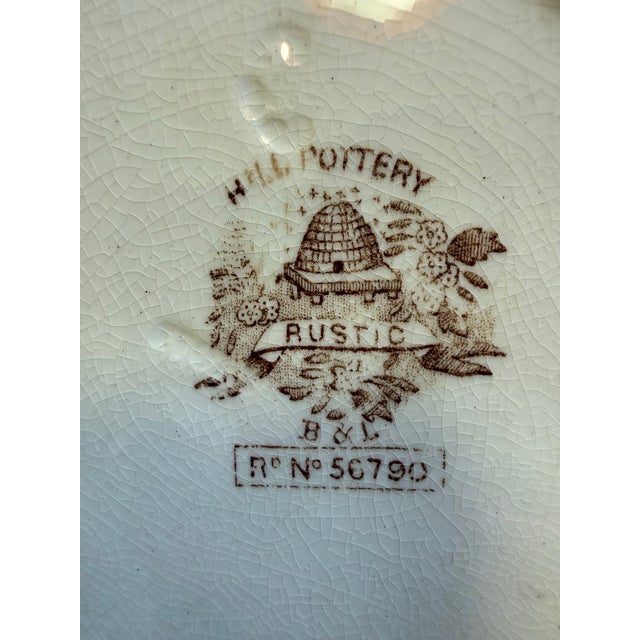 HILL POTTERY
RUSTIC
B & L
Rᴰ Nᵒ 56790